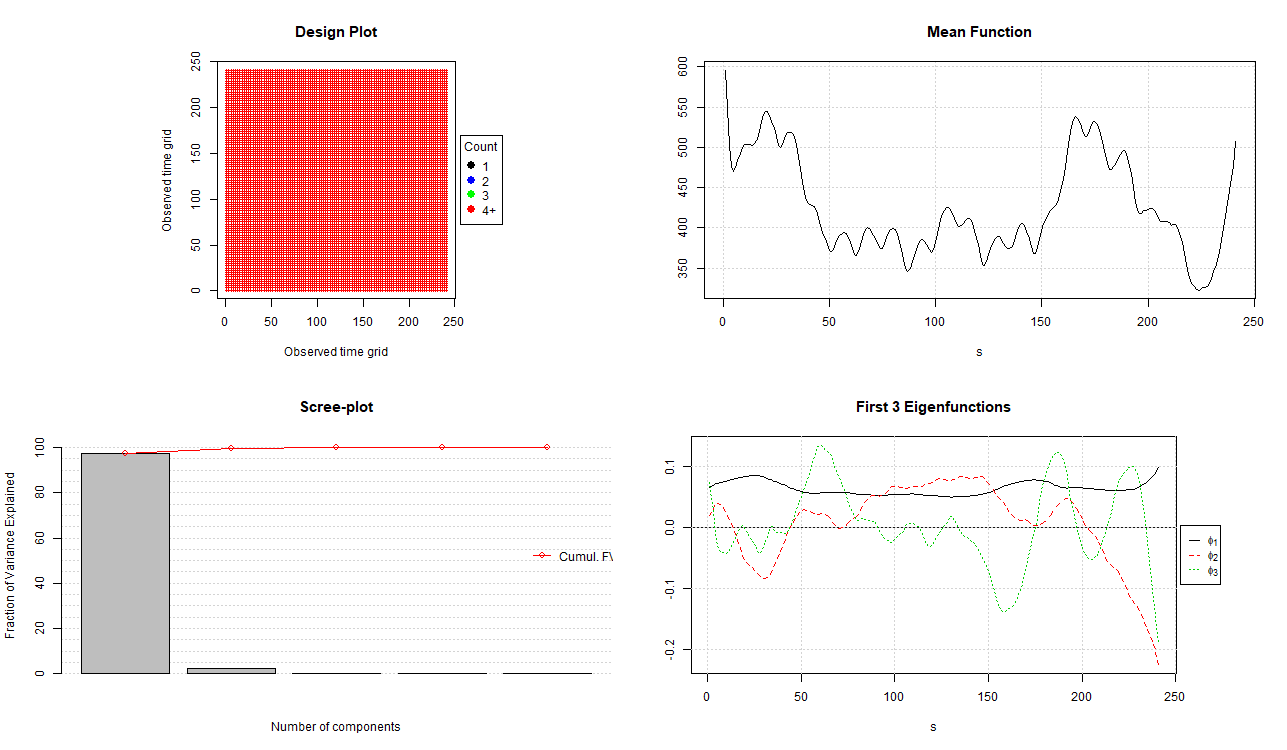 Design Plot
Observed time grid
0 50 100 150 200 250
0 50 100 150 200 250
Observed time grid
Count
1
2
3
4+
Mean Function
350 400 450 500 550 600
0 50 100 150 200 250
s
Scree-plot
Fraction of Variance Explained
0 20 40 60 80 100
Cumul. FV
Number of components
First 3 Eigenfunctions
-0.2 -0.1 0.0 0.1
0 50 100 150 200 250
s
ϕ1
ϕ2
ϕ3